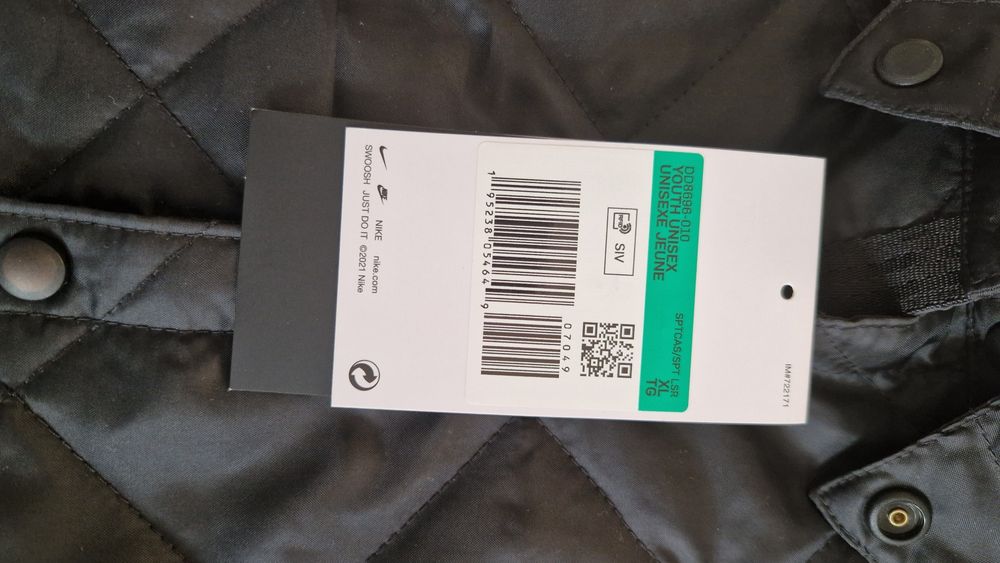 DD8696-010
YOUTH UNISEX
UNISEXE JEUNE
SPTCAS/SPT LSR
XL
TG
RFID
SIV
07049
1 95238 05464 9
NIKE nike.com
SWOOSH JUST DO IT ©2021 Nike
IM#722171